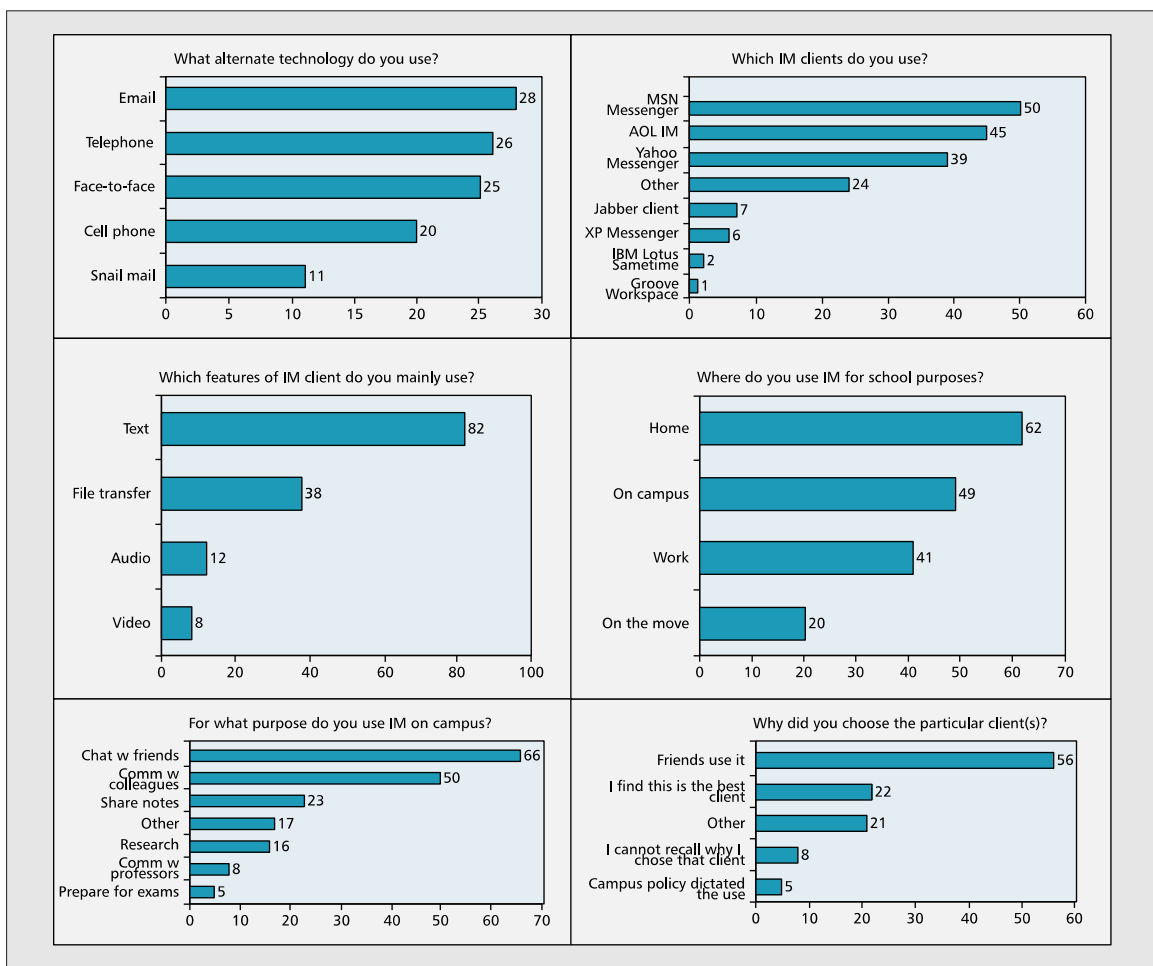 What alternate technology do you use?
Email
28
Telephone
26
Face-to-face
25
Cell phone
20
Snail mail
11
0 5 10 15 20 25 30
Which IM clients do you use?
MSN
Messenger
50
AOL IM
45
Yahoo
Messenger
39
Other
24
Jabber client
7
XP Messenger
6
IBM Lotus
Sametime
2
Groove
Workspace
1
0 10 20 30 40 50 60
Which features of IM client do you mainly use?
Text
82
File transfer
38
Audio
12
Video
8
0 20 40 60 80 100
Where do you use IM for school purposes?
Home
62
On campus
49
Work
41
On the move
20
0 10 20 30 40 50 60 70
For what purpose do you use IM on campus?
Chat w friends
66
Comm w
colleagues
50
Share notes
23
Other
17
Research
16
Comm w
professors
8
Prepare for exams
5
0 10 20 30 40 50 60 70
Why did you choose the particular client(s)?
Friends use it
56
I find this is the best
client
22
Other
21
I cannot recall why I
chose that client
8
Campus policy dictated
the use
5
0 10 20 30 40 50 60